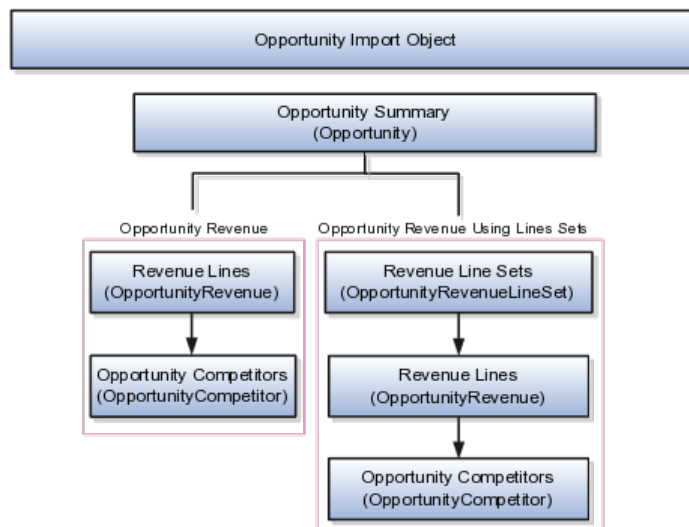 Opportunity Import Object
Opportunity Summary
(Opportunity)
Opportunity Revenue
Revenue Lines
(OpportunityRevenue)
Opportunity Competitors
(OpportunityCompetitor)
Opportunity Revenue Using Lines Sets
Revenue Line Sets
(OpportunityRevenueLineSet)
Revenue Lines
(OpportunityRevenue)
Opportunity Competitors
(OpportunityCompetitor)